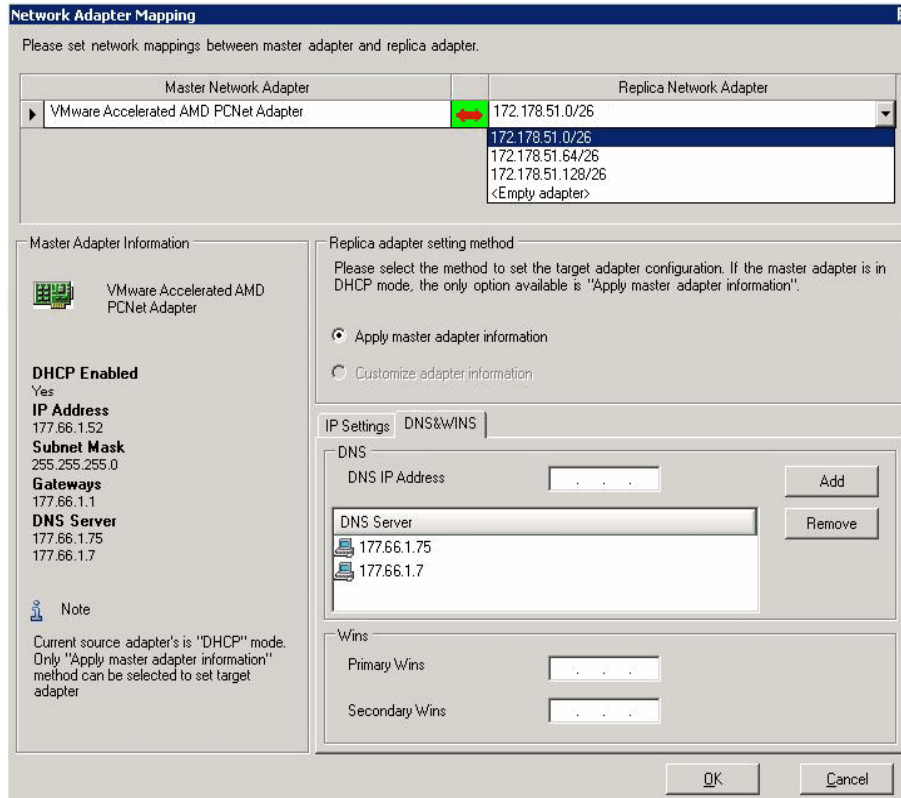 Network Adapter Mapping
Please set network mappings between master adapter and replica adapter.
Master Network Adapter
Replica Network Adapter
VMware Accelerated AMD PCNet Adapter
172.178.51.0/26
172.178.51.0/26
172.178.51.64/26
172.178.51.128/26
<Empty adapter>
Master Adapter Information
VMware Accelerated AMD
PCNet Adapter
DHCP Enabled
Yes
IP Address
177.66.1.52
Subnet Mask
255.255.255.0
Gateways
177.66.1.1
DNS Server
177.66.1.75
177.66.1.7
Note
Current source adapter's is "DHCP" mode.
Only "Apply master adapter information"
method can be selected to set target
adapter
Replica adapter setting method
Please select the method to set the target adapter configuration. If the master adapter is in
DHCP mode, the only option available is "Apply master adapter information".
Apply master adapter information
Customize adapter information
IP Settings
DNS&WINS
DNS
DNS IP Address
Add
DNS Server
Remove
177.66.1.75
177.66.1.7
Wins
Primary Wins
Secondary Wins
OK
Cancel